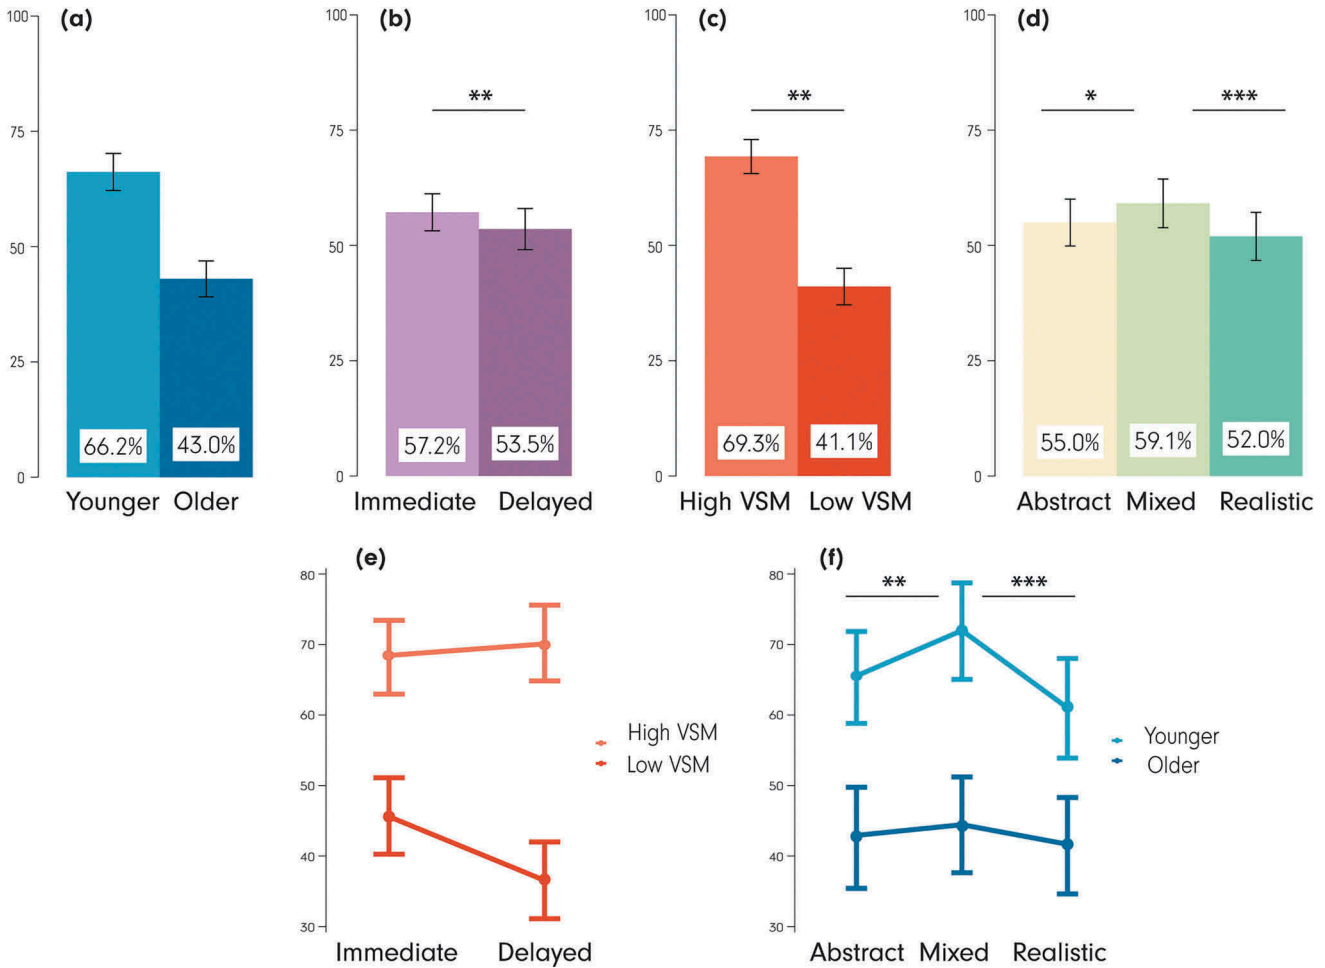 (a)
100
75
50
25
0
66.2%
43.0%
Younger
Older
(b)
100
75
50
25
0
**
57.2%
53.5%
Immediate
Delayed
(c)
100
75
50
25
0
**
69.3%
41.1%
High VSM
Low VSM
(d)
100
75
50
25
0
*
***
55.0%
59.1%
52.0%
Abstract
Mixed
Realistic
(e)
80
70
60
50
40
30
High VSM
Low VSM
Immediate
Delayed
(f)
80
70
60
50
40
30
**
***
Younger
Older
Abstract
Mixed
Realistic